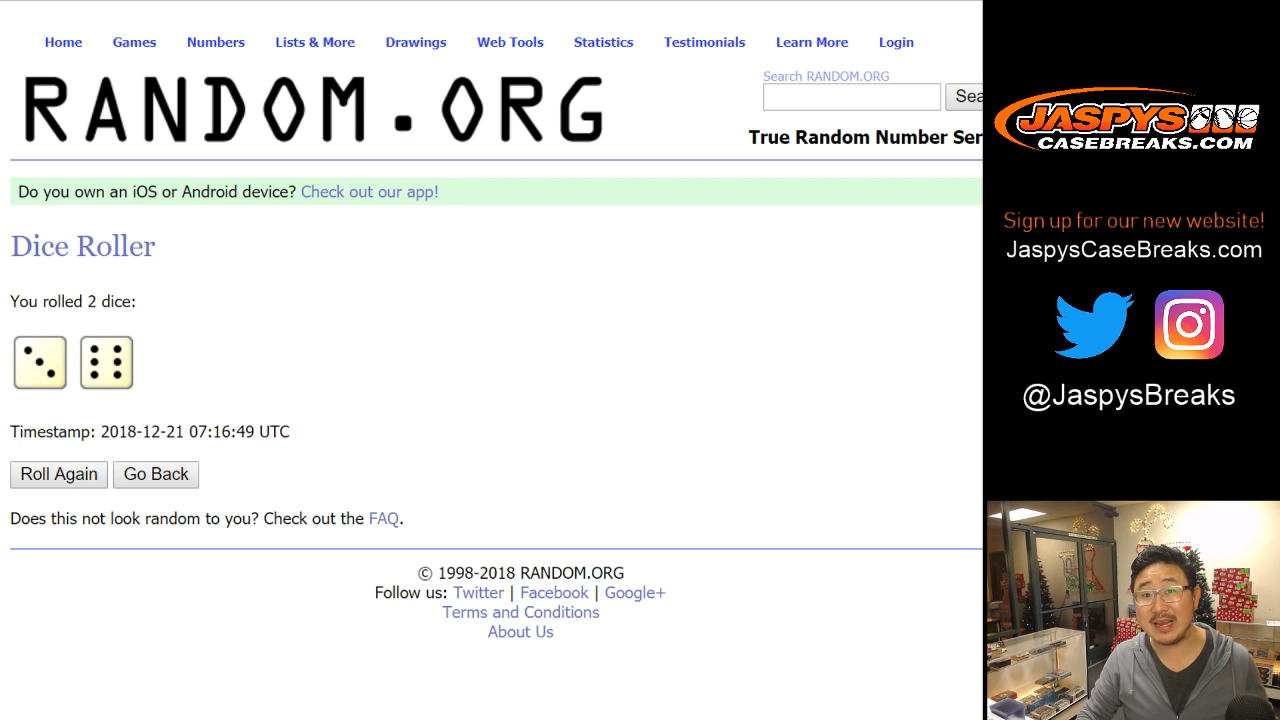 Home Games Numbers Lists & More Drawings Web Tools Statistics Testimonials Learn More Login
RANDOM.ORG
Search RANDOM.ORG
Sea
True Random Number Ser
Do you own an iOS or Android device? Check out our app!
Dice Roller
You rolled 2 dice:
Timestamp: 2018-12-21 07:16:49 UTC
Roll Again Go Back
Does this not look random to you? Check out the FAQ.
© 1998-2018 RANDOM.ORG
Follow us: Twitter | Facebook | Google+
Terms and Conditions
About Us
JASPYS
CASEBREAKS.COM
Sign up for our new website!
JaspysCaseBreaks.com
@JaspysBreaks